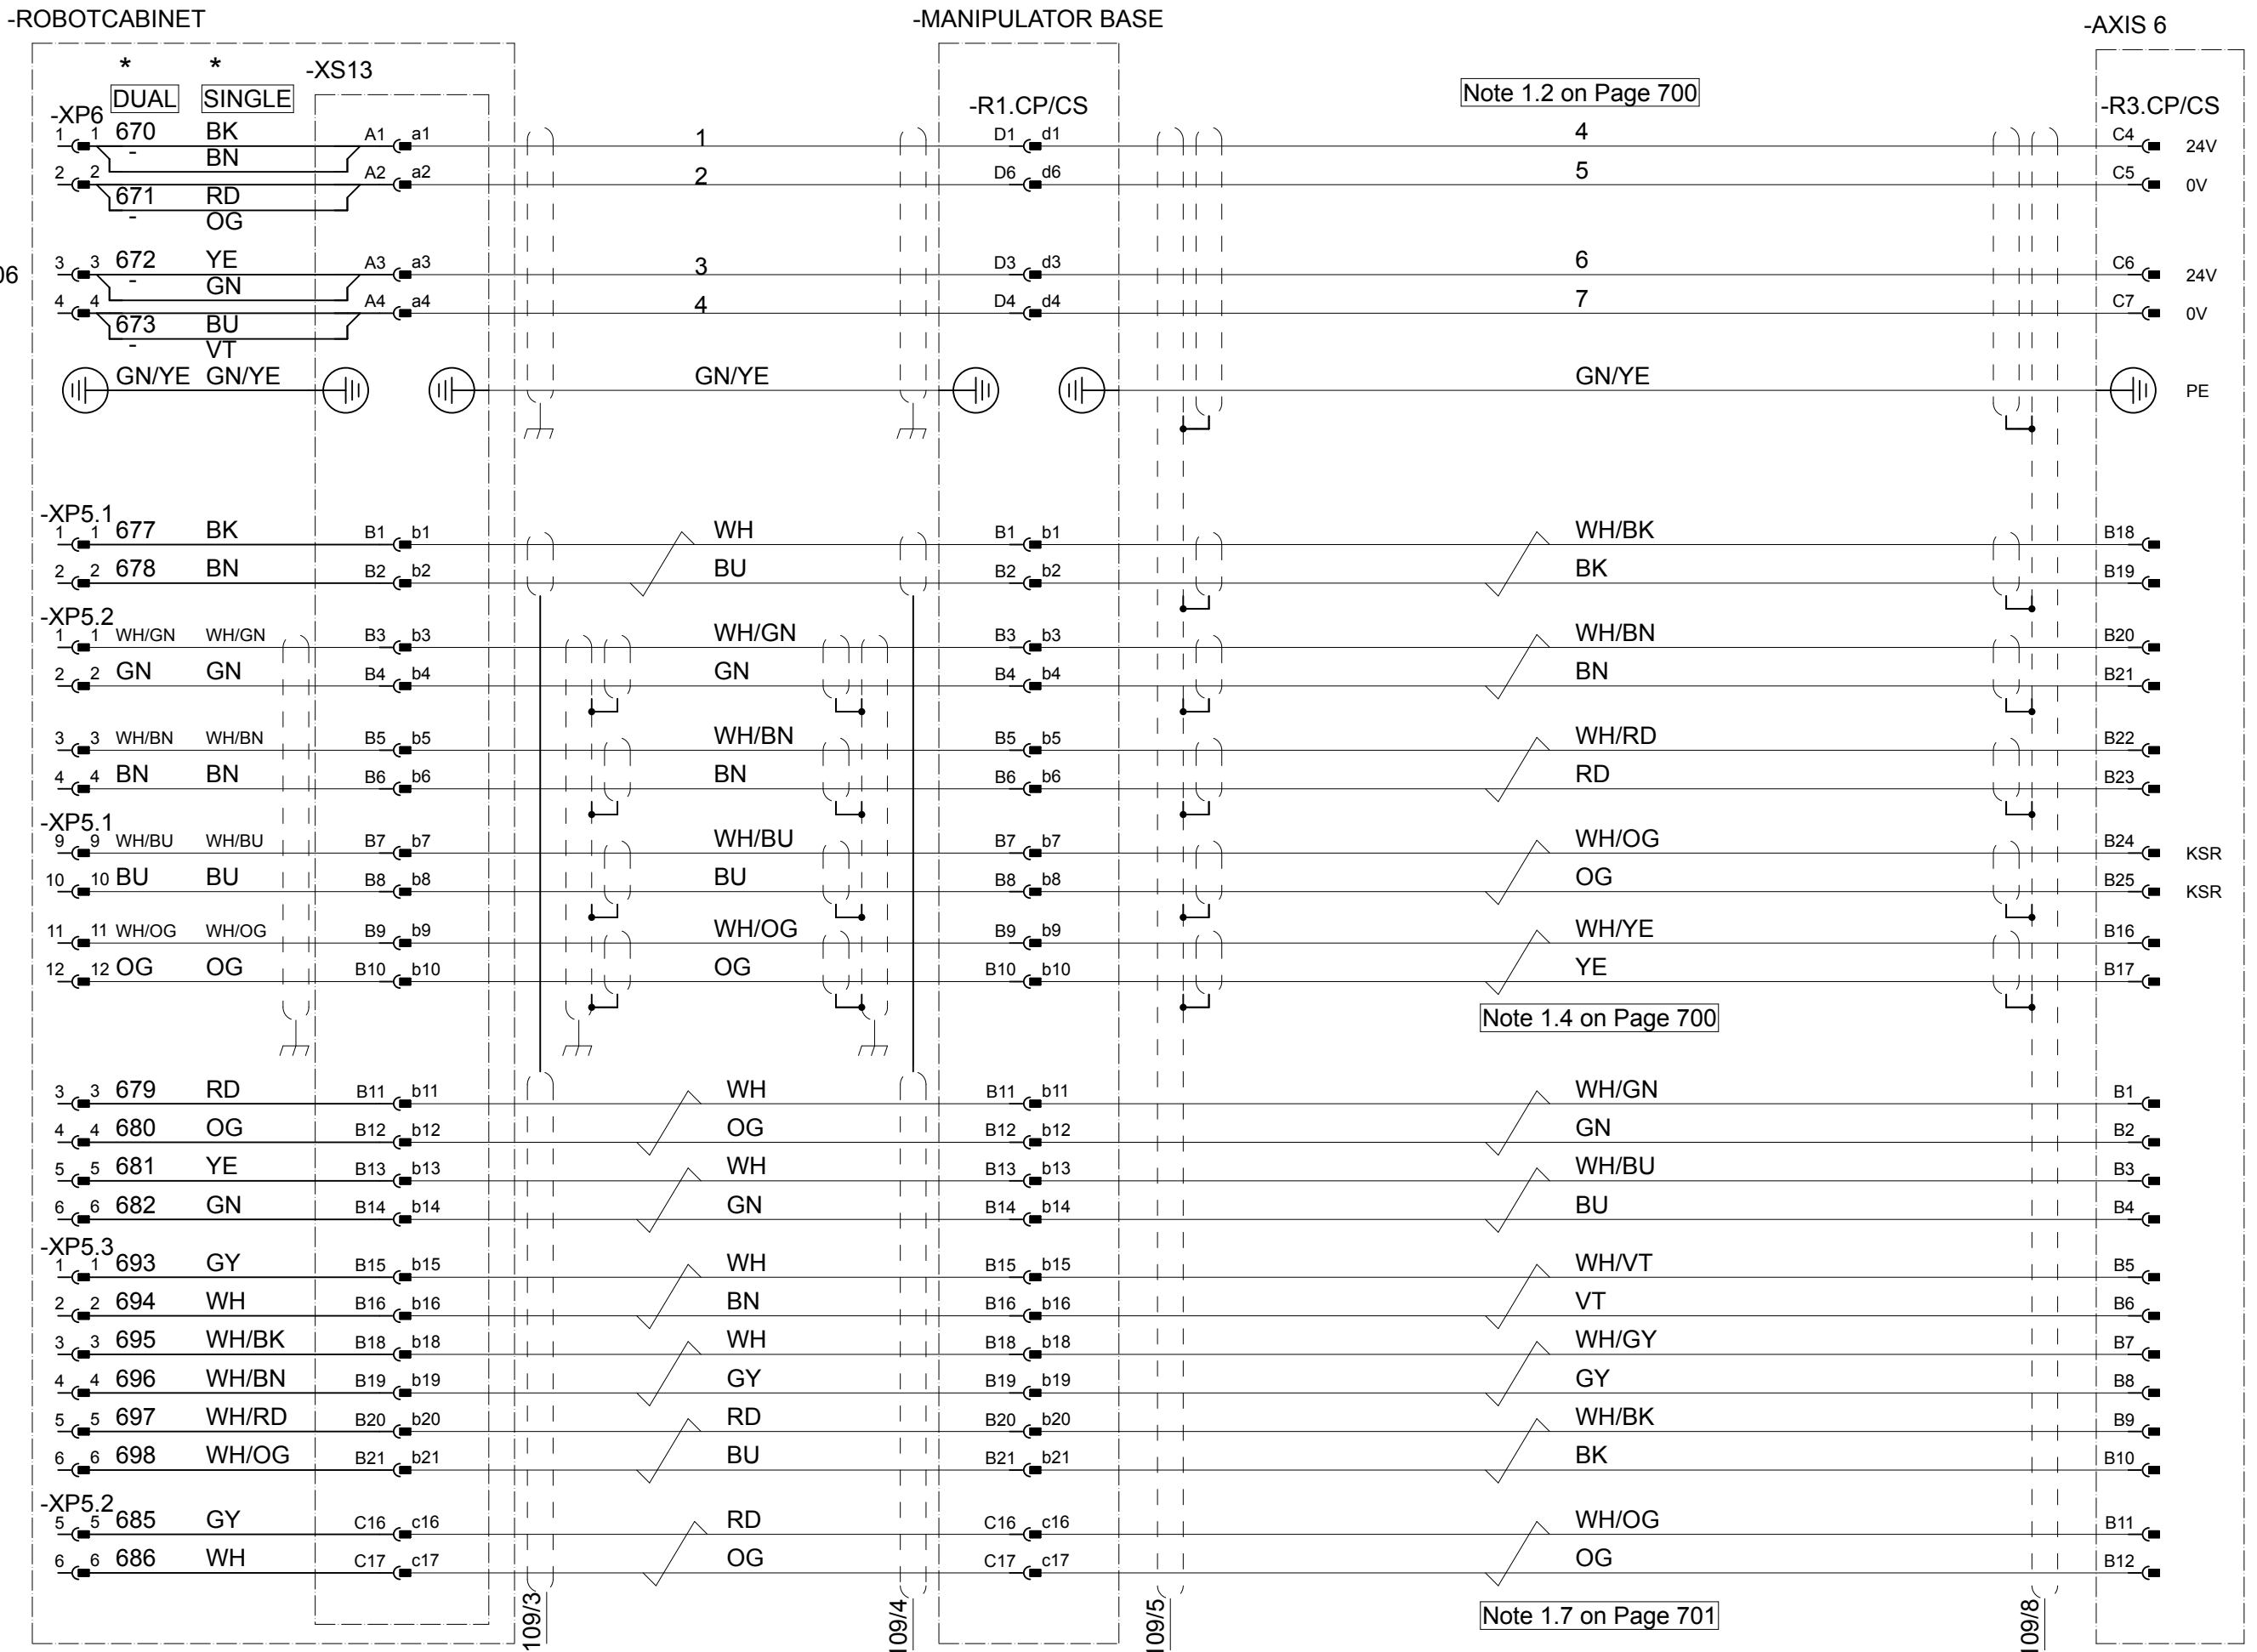 -ROBOTCABINET -MANIPULATOR BASE -AXIS 6
* * -XS13
DUAL SINGLE -R1.CP/CS Note 1.2 on Page 700 -R3.CP/CS
-XP6
1 1 670 BK A1 a1 1 D1 d1 4 C4 24V
- BN
2 2 A2 a2 2 D6 d6 5 C5 0V
671 RD
- OG
06 3 3 672 YE A3 a3 3 D3 d3 6 C6 24V
- GN
4 4 A4 a4 4 D4 d4 7 C7 0V
673 BU
- VT
GN/YE GN/YE GN/YE GN/YE PE
-XP5.1
1 1 677 BK B1 b1 WH B1 b1 WH/BK B18
2 2 678 BN B2 b2 BU B2 b2 BK B19
-XP5.2
1 1 WH/GN WH/GN B3 b3 WH/GN B3 b3 WH/BN B20
2 2 GN GN B4 b4 GN B4 b4 BN B21
3 3 WH/BN WH/BN B5 b5 WH/BN B5 b5 WH/RD B22
4 4 BN BN B6 b6 BN B6 b6 RD B23
-XP5.1
9 9 WH/BU WH/BU B7 b7 WH/BU B7 b7 WH/OG B24 KSR
10 10 BU BU B8 b8 BU B8 b8 OG B25 KSR
11 11 WH/OG WH/OG B9 b9 WH/OG B9 b9 WH/YE B16
12 12 OG OG B10 b10 OG B10 b10 YE B17
Note 1.4 on Page 700
3 3 679 RD B11 b11 WH B11 b11 WH/GN B1
4 4 680 OG B12 b12 OG B12 b12 GN B2
5 5 681 YE B13 b13 WH B13 b13 WH/BU B3
6 6 682 GN B14 b14 GN B14 b14 BU B4
-XP5.3
1 1 693 GY B15 b15 WH B15 b15 WH/VT B5
2 2 694 WH B16 b16 BN B16 b16 VT B6
3 3 695 WH/BK B18 b18 WH B18 b18 WH/GY B7
4 4 696 WH/BN B19 b19 GY B19 b19 GY B8
5 5 697 WH/RD B20 b20 RD B20 b20 WH/BK B9
6 6 698 WH/OG B21 b21 BU B21 b21 BK B10
-XP5.2
5 5 685 GY C16 c16 RD C16 c16 WH/OG B11
6 6 686 WH C17 c17 OG C17 c17 OG B12
109/3 109/4 109/5 Note 1.7 on Page 701 109/8